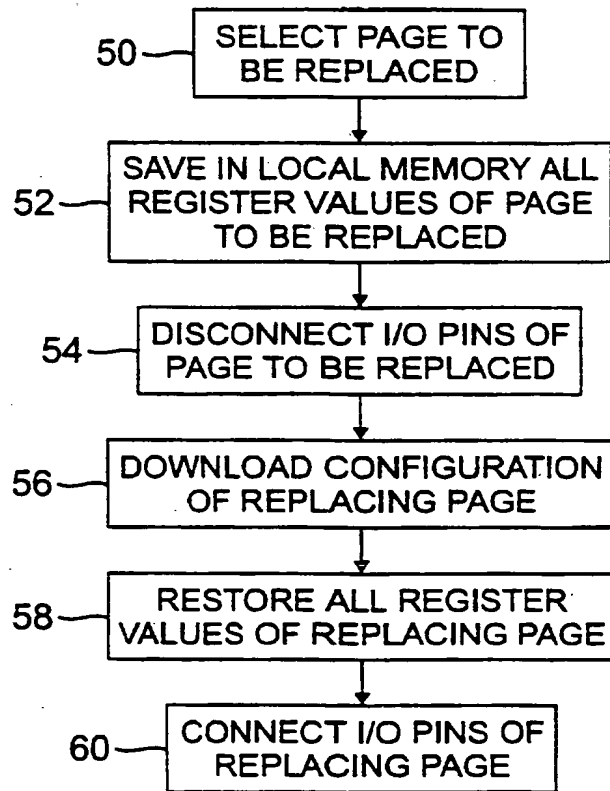 50
SELECT PAGE TO
BE REPLACED
52
SAVE IN LOCAL MEMORY ALL
REGISTER VALUES OF PAGE
TO BE REPLACED
54
DISCONNECT I/O PINS OF
PAGE TO BE REPLACED
56
DOWNLOAD CONFIGURATION
OF REPLACING PAGE
58
RESTORE ALL REGISTER
VALUES OF REPLACING PAGE
60
CONNECT I/O PINS OF
REPLACING PAGE